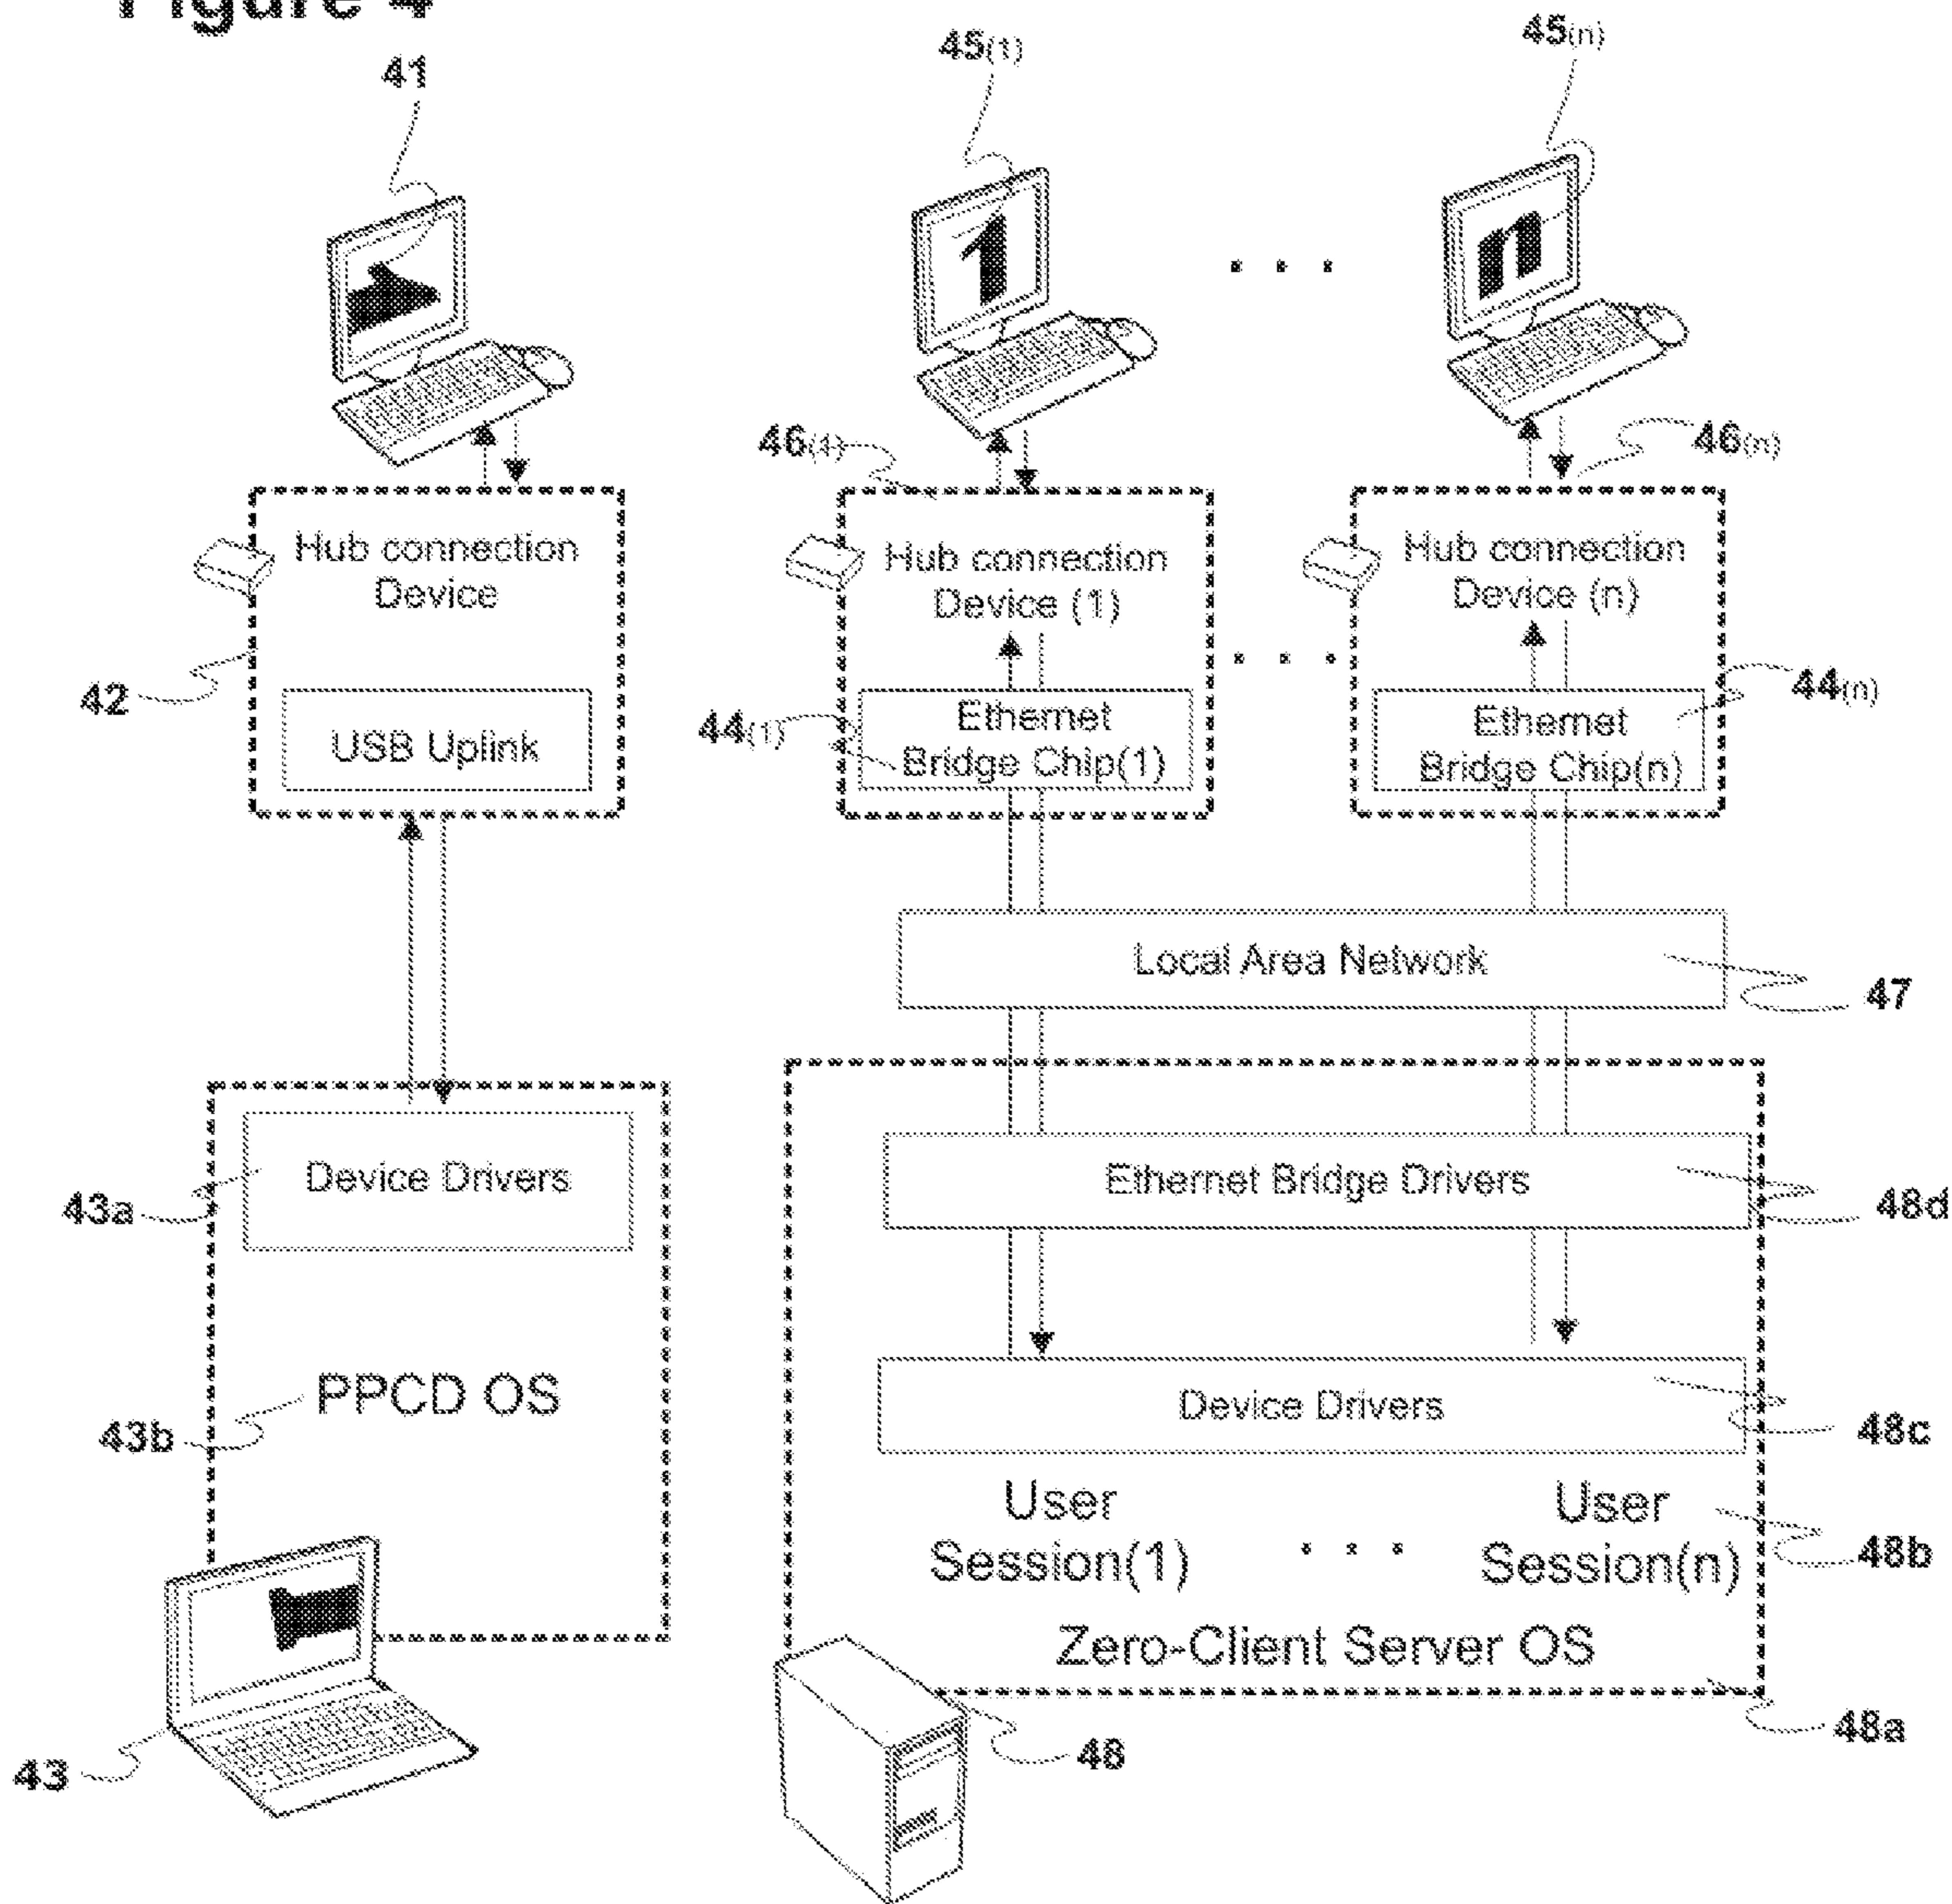 Figure 4
41
45(1)
45(n)
1
n
46(1)
46(n)
Hub connection
Device
Hub connection
Device (1)
Hub connection
Device (n)
42
USB Uplink
44(1)
Ethernet
Bridge Chip(1)
Ethernet
Bridge Chip(n)
44(n)
Local Area Network
47
Device Drivers
43a
Ethernet Bridge Drivers
48d
PPCD OS
43b
Device Drivers
48c
User
Session(1)
User
Session(n)
48b
Zero-Client Server OS
48a
43
48